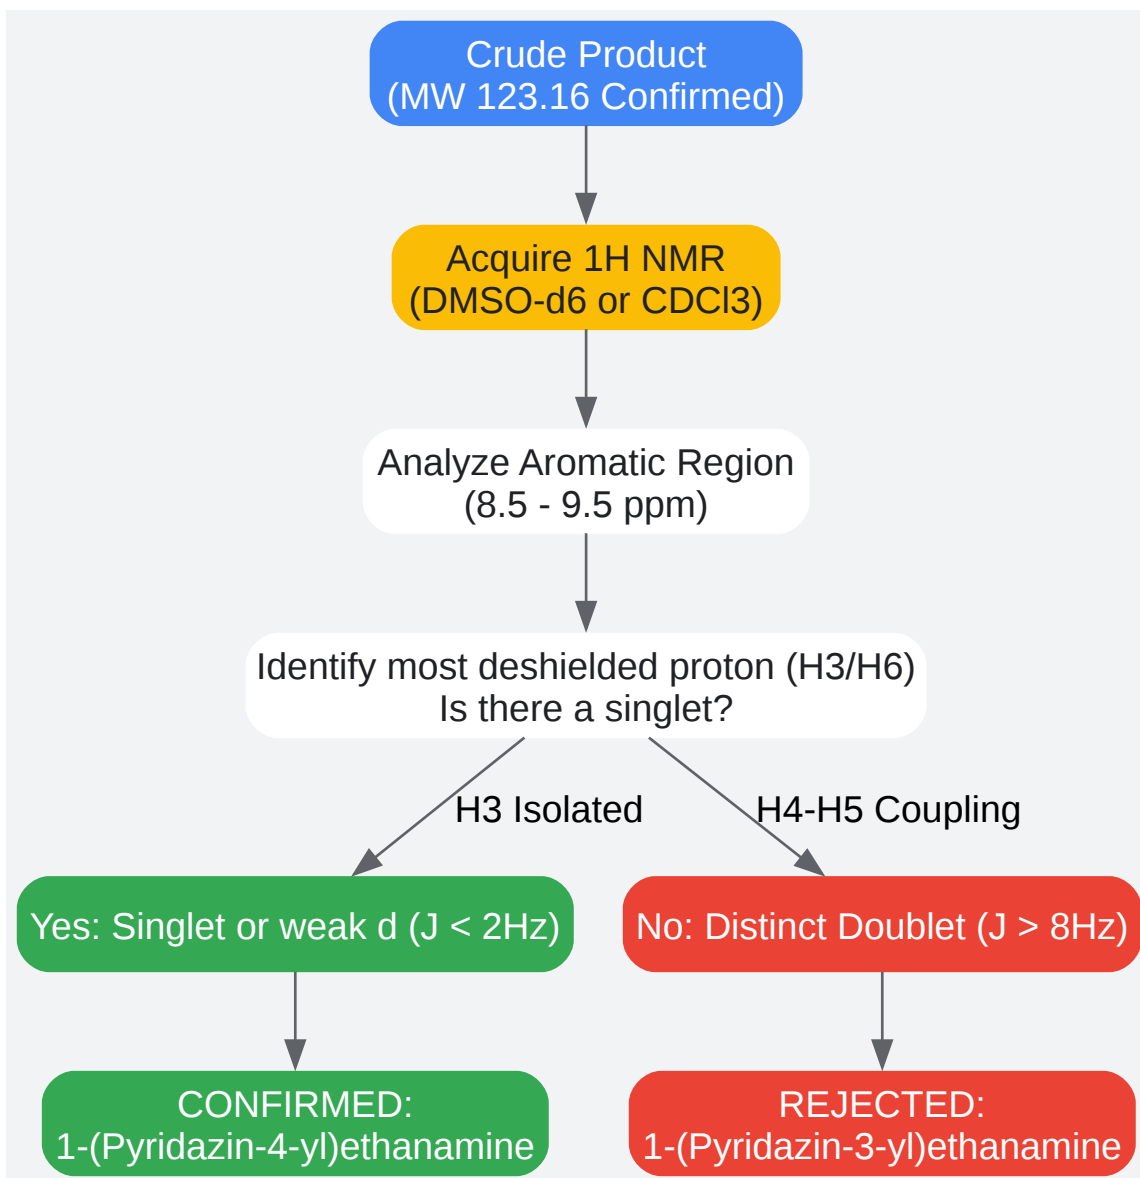 Crude Product
(MW 123.16 Confirmed)
Acquire 1H NMR
(DMSO-d6 or CDCl3)
Analyze Aromatic Region
(8.5 - 9.5 ppm)
Identify most deshielded proton (H3/H6)
Is there a singlet?
H3 Isolated
H4-H5 Coupling
Yes: Singlet or weak d (J < 2Hz)
No: Distinct Doublet (J > 8Hz)
CONFIRMED:
1-(Pyridazin-4-yl)ethanamine
REJECTED:
1-(Pyridazin-3-yl)ethanamine